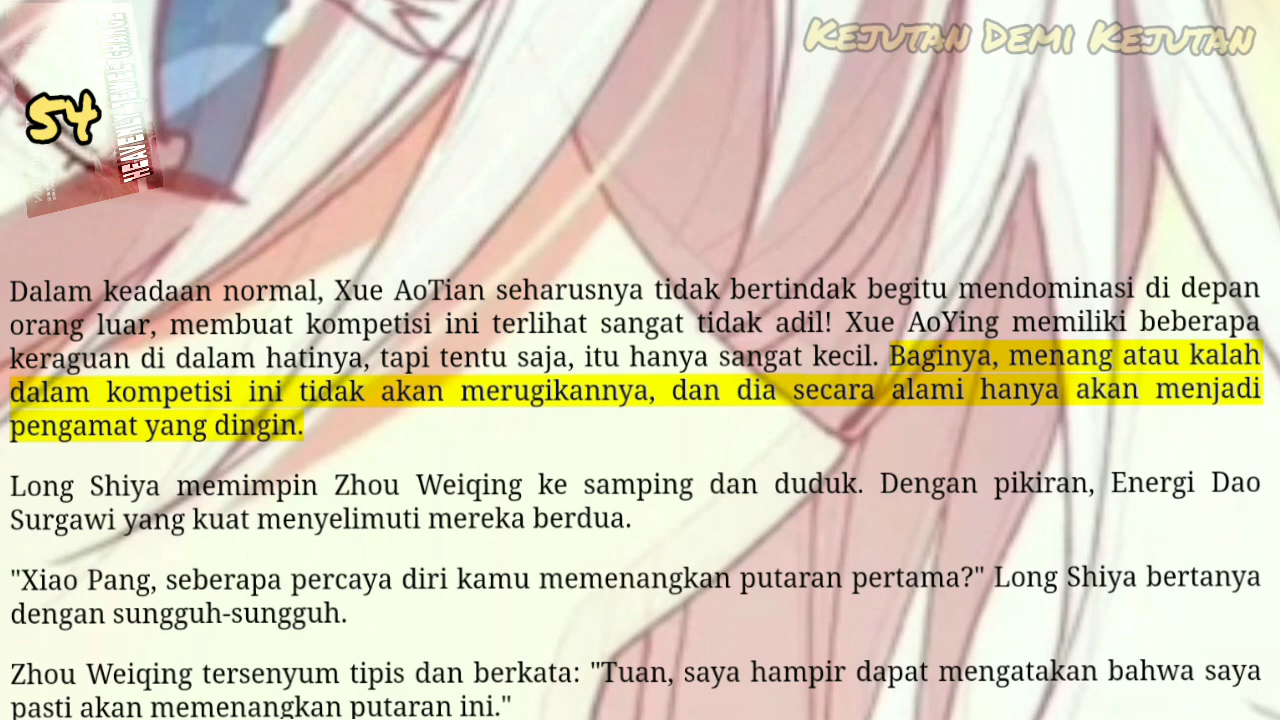 Kejutan Demi Kejutan
54
HEAVENLY JEWEL CHANGE
Dalam keadaan normal, Xue AoTian seharusnya tidak bertindak begitu mendominasi di depan
orang luar, membuat kompetisi ini terlihat sangat tidak adil! Xue AoYing memiliki beberapa
keraguan di dalam hatinya, tapi tentu saja, itu hanya sangat kecil. Baginya, menang atau kalah
dalam kompetisi ini tidak akan merugikannya, dan dia secara alami hanya akan menjadi
pengamat yang dingin.
Long Shiya memimpin Zhou Weiqing ke samping dan duduk. Dengan pikiran, Energi Dao
Surgawi yang kuat menyelimuti mereka berdua.
"Xiao Pang, seberapa percaya diri kamu memenangkan putaran pertama?" Long Shiya bertanya
dengan sungguh-sungguh.
Zhou Weiqing tersenyum tipis dan berkata: "Tuan, saya hampir dapat mengatakan bahwa saya
pasti akan memenangkan putaran ini."